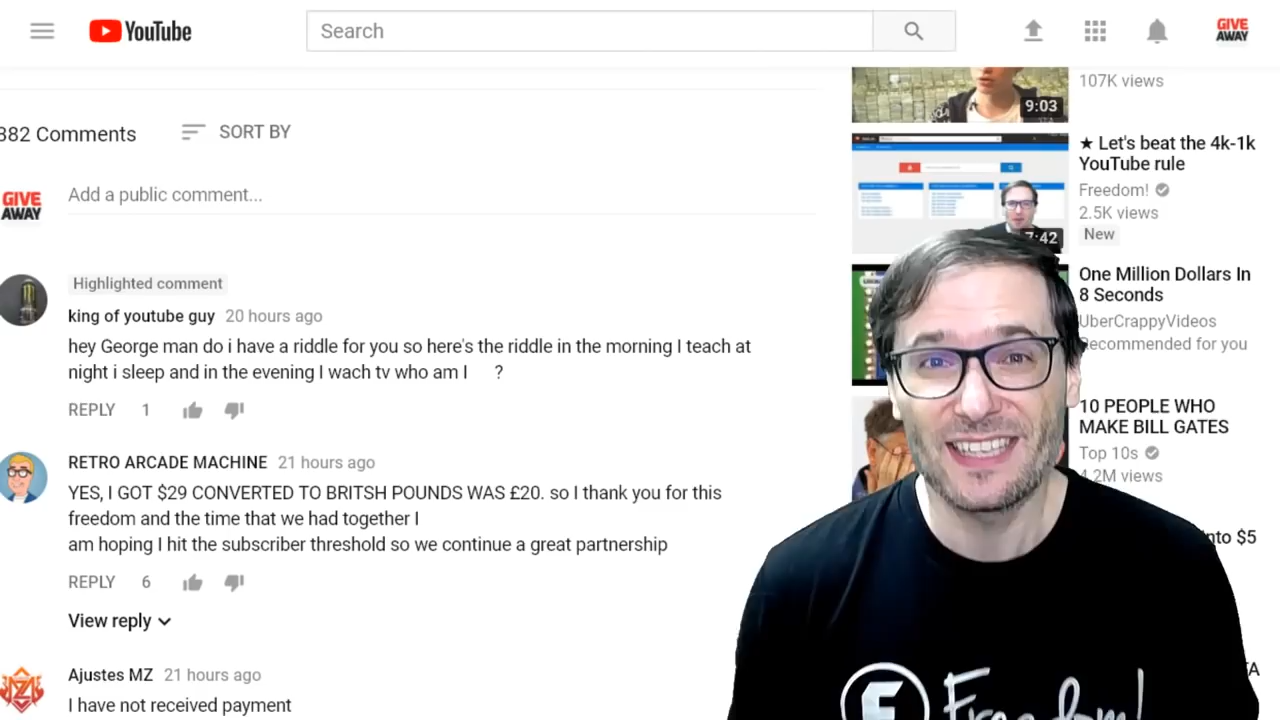 YouTube
Search
GIVE
AWAY
107K views
9:03
382 Comments
SORT BY
★ Let's beat the 4k-1k
YouTube rule
Freedom!
2.5K views
New
7:42
GIVE
AWAY
Add a public comment...
One Million Dollars In
8 Seconds
UberCrappyVideos
Recommended for you
Highlighted comment
king of youtube guy 20 hours ago
hey George man do i have a riddle for you so here's the riddle in the morning I teach at
night i sleep and in the evening I wach tv who am I ?
REPLY 1
10 PEOPLE WHO
MAKE BILL GATES
Top 10s
4.2M views
RETRO ARCADE MACHINE 21 hours ago
YES, I GOT $29 CONVERTED TO BRITSH POUNDS WAS £20. so I thank you for this
freedom and the time that we had together I
am hoping I hit the subscriber threshold so we continue a great partnership
REPLY 6
View reply
into $5
Ajustes MZ 21 hours ago
I have not received payment
Freedom!